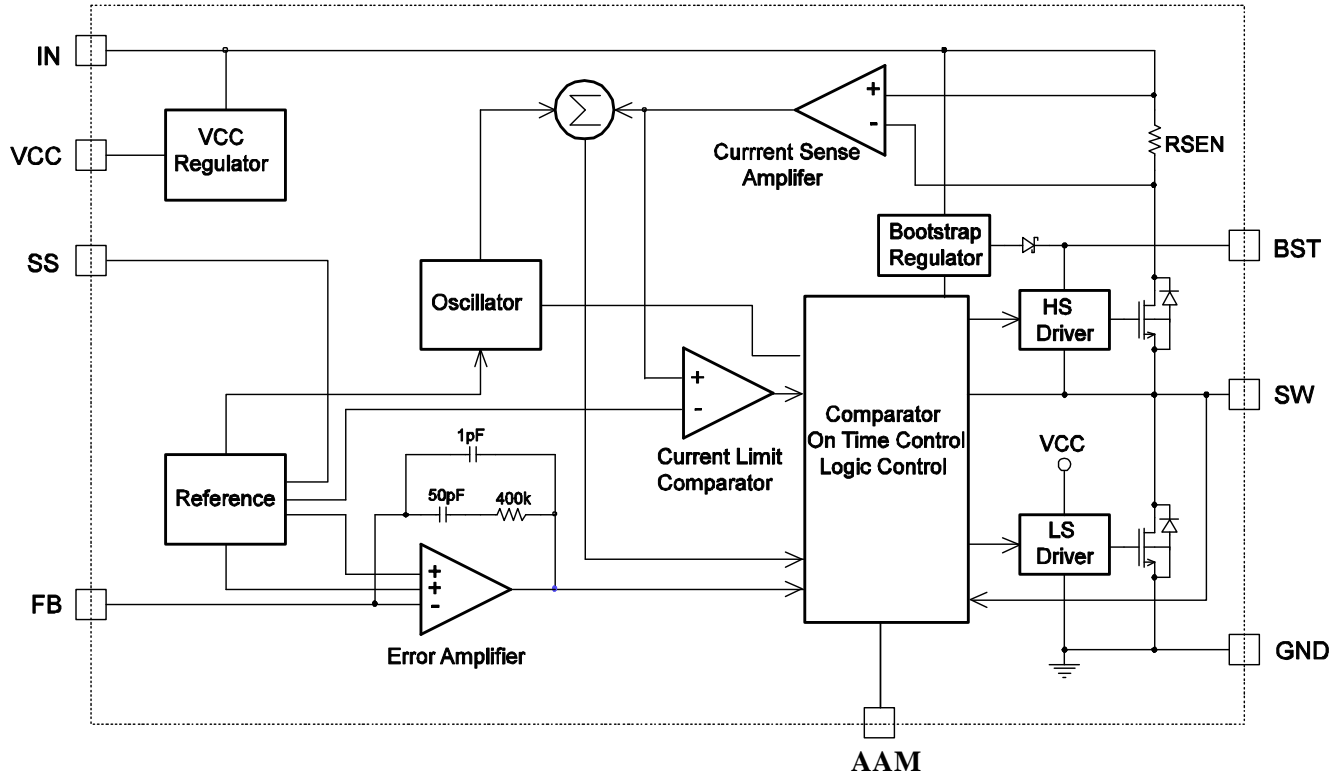 IN
VCC
Regulator
VCC
Σ
+
-
Currrent Sense
Amplifer
RSEN
SS
Bootstrap
Regulator
BST
Oscillator
HS
Driver
+
-
Current Limit
Comparator
Comparator
On Time Control
Logic Control
SW
1pF
50pF
400k
VCC
Reference
LS
Driver
+
+
-
FB
Error Amplifier
GND
AAM